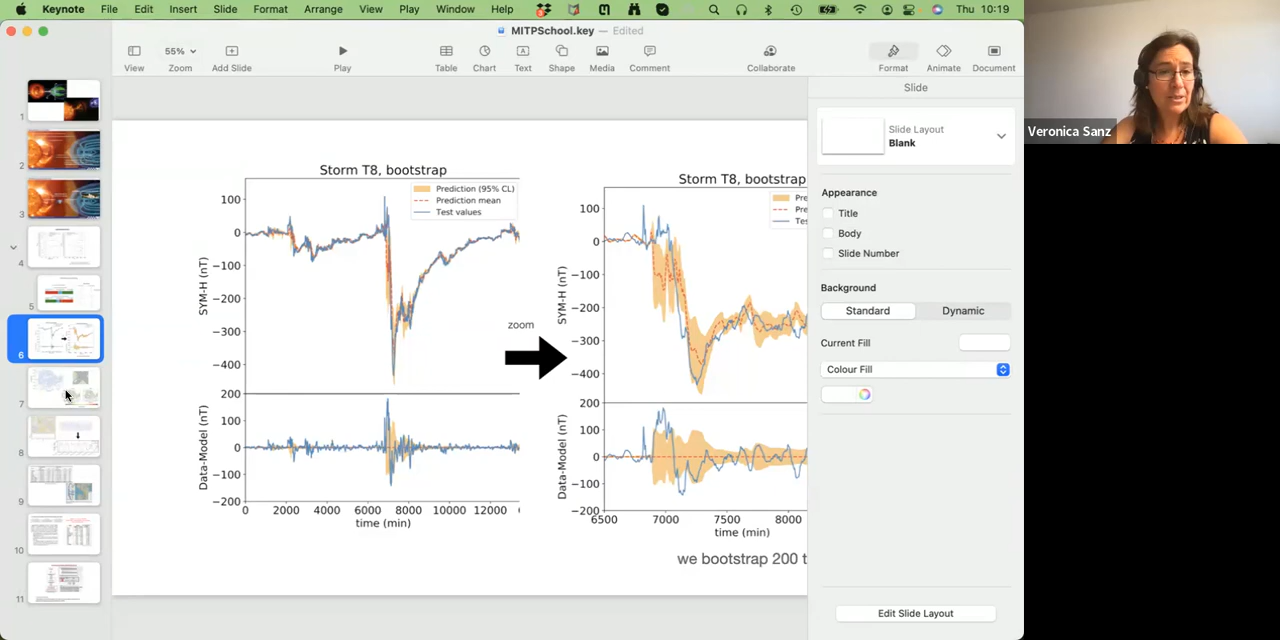 Keynote File Edit Insert Slide Format Arrange View Play Window Help Thu 10:19
MITPSchool.key — Edited
55%
View Zoom Add Slide Play Table Chart Text Shape Media Comment Collaborate Format Animate Document
Slide
Slide Layout
Blank
Appearance
Title
Body
Slide Number
Background
Standard Dynamic
Current Fill
Colour Fill
Edit Slide Layout
1
2
3
4
5
6
7
8
9
10
11
Storm T8, bootstrap
Prediction (95% CL)
Prediction mean
Test values
SYM-H (nT)
100
0
−100
−200
−300
−400
Data-Model (nT)
200
100
0
−100
−200
0 2000 4000 6000 8000 10000 12000
time (min)
zoom
Storm T8, bootstrap
Pre
Pre
Tes
SYM-H (nT)
100
0
−100
−200
−300
−400
Data-Model (nT)
200
100
0
−100
−200
6500 7000 7500 8000
time (min)
we bootstrap 200 t
Veronica Sanz